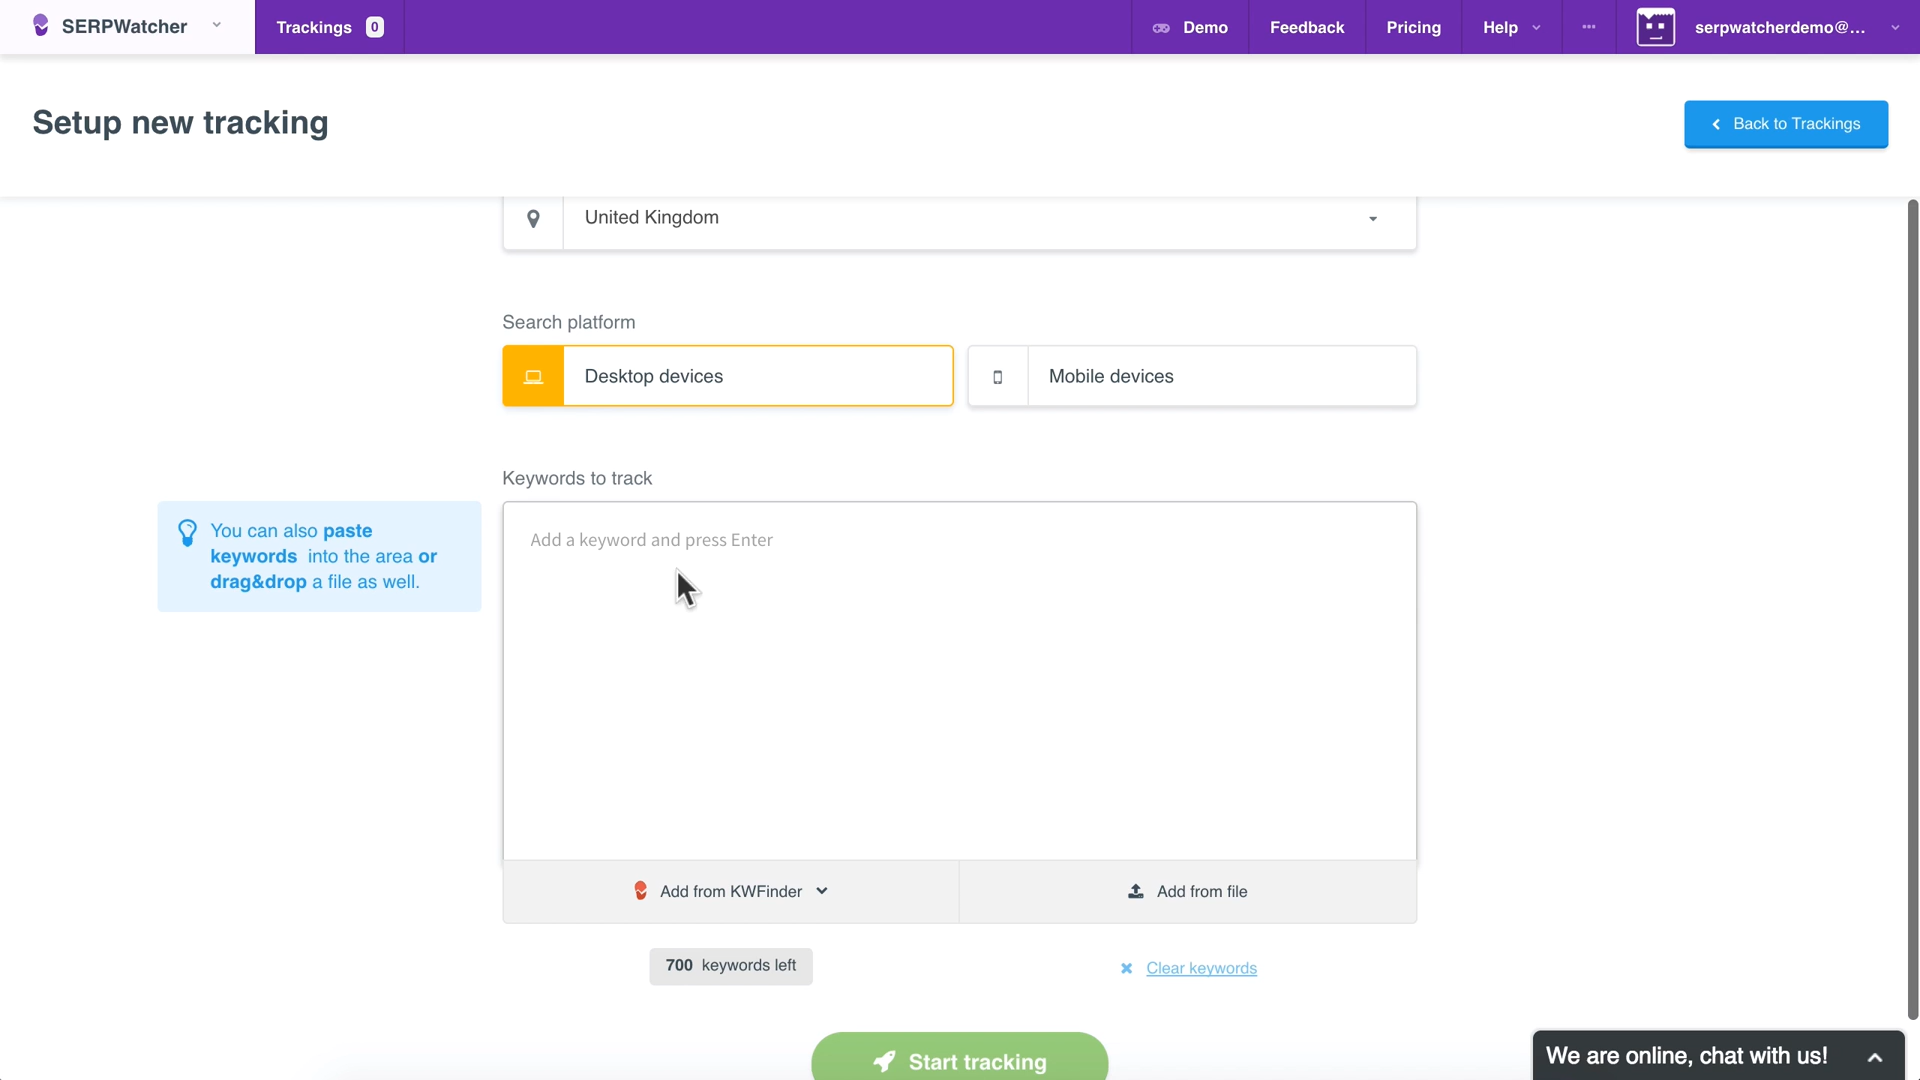 SERPWatcher
Trackings 0
Demo
Feedback
Pricing
Help
serpwatcherdemo@...
Setup new tracking
Back to Trackings
United Kingdom
Search platform
Desktop devices
Mobile devices
Keywords to track
You can also paste
keywords into the area or
drag&drop a file as well.
Add a keyword and press Enter
Add from KWFinder
Add from file
700 keywords left
Clear keywords
Start tracking
We are online, chat with us!